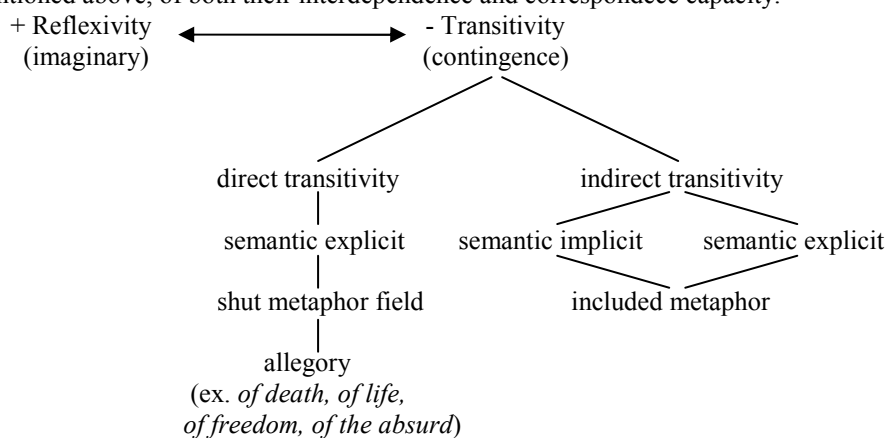 tioned above, of both their interdependence and correspondece capacity.
+ Reflexivity - Transitivity
(imaginary) (contingence)
direct transitivity indirect transitivity
semantic explicit semantic implicit semantic explicit
shut metaphor field included metaphor
allegory
(ex. of death, of life,
of freedom, of the absurd)